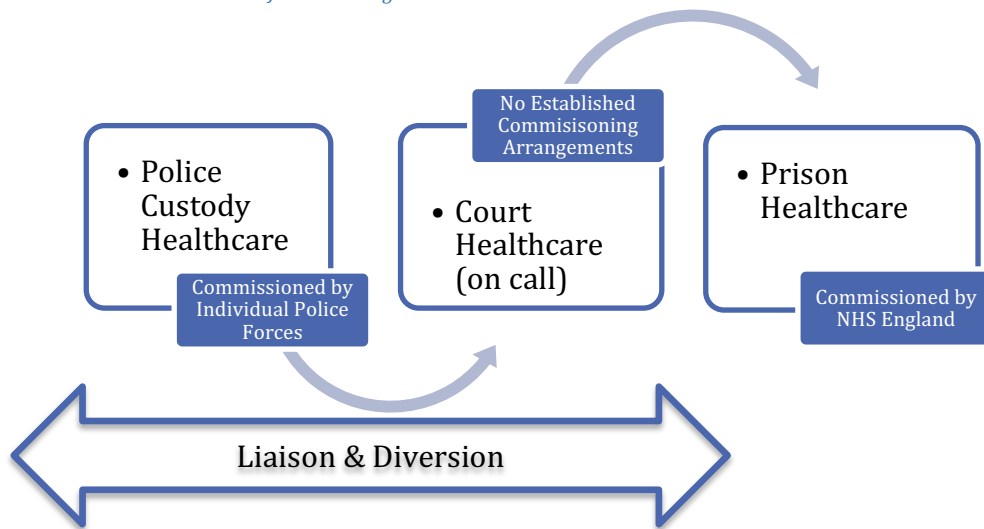 • Police
Custody
Healthcare
Commissioned by
Individual Police
Forces
No Established
Commisisoning
Arrangements
• Court
Healthcare
(on call)
• Prison
Healthcare
Commissioned by
NHS England
Liaison & Diversion